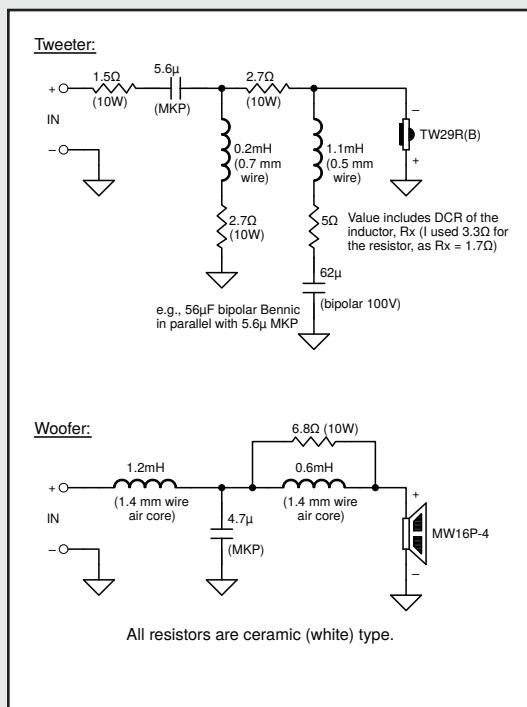 Tweeter:
1.5Ω
(10W)
5.6µ
(MKP)
2.7Ω
(10W)
+
IN
–
0.2mH
(0.7 mm
wire)
1.1mH
(0.5 mm
wire)
–
TW29R(B)
+
2.7Ω
(10W)
5Ω
Value includes DCR of the
inductor, Rx (I used 3.3Ω for
the resistor, as Rx = 1.7Ω)
62µ
(bipolar 100V)
e.g., 56µF bipolar Bennic
in parallel with 5.6µ MKP
Woofer:
6.8Ω (10W)
1.2mH
(1.4 mm wire
air core)
0.6mH
(1.4 mm wire
air core)
+
IN
–
4.7µ
(MKP)
+
MW16P-4
–
All resistors are ceramic (white) type.